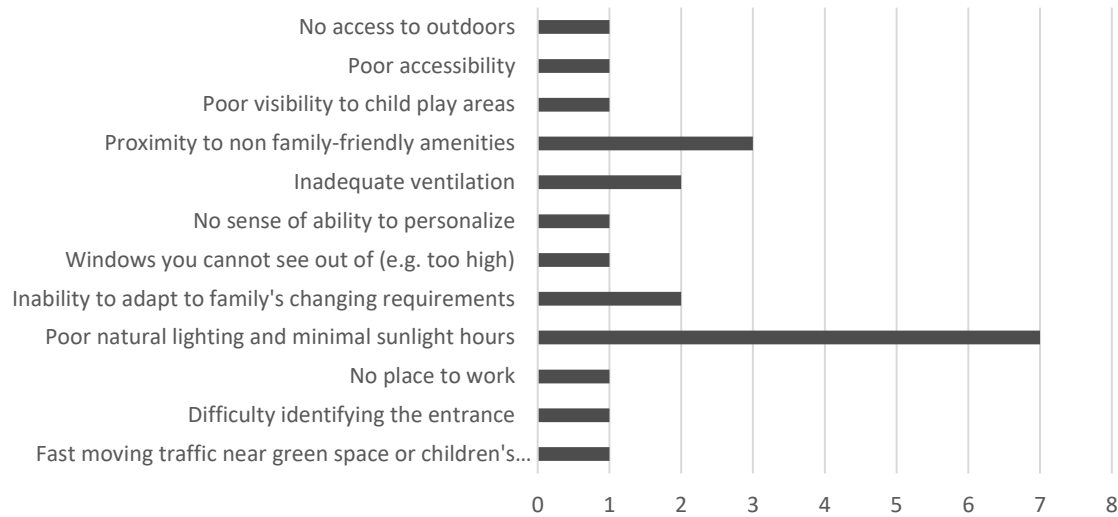 No access to outdoors
Poor accessibility
Poor visibility to child play areas
Proximity to non family-friendly amenities
Inadequate ventilation
No sense of ability to personalize
Windows you cannot see out of (e.g. too high)
Inability to adapt to family's changing requirements
Poor natural lighting and minimal sunlight hours
No place to work
Difficulty identifying the entrance
Fast moving traffic near green space or children's...
0 1 2 3 4 5 6 7 8